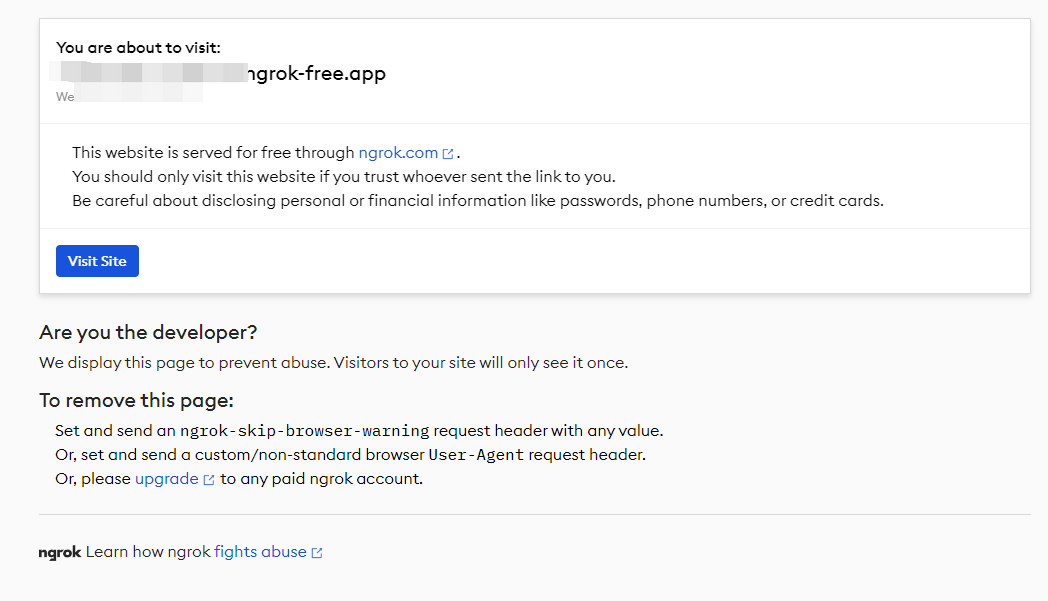 You are about to visit:
ngrok-free.app
We
This website is served for free through ngrok.com.
You should only visit this website if you trust whoever sent the link to you.
Be careful about disclosing personal or financial information like passwords, phone numbers, or credit cards.
Visit Site
Are you the developer?
We display this page to prevent abuse. Visitors to your site will only see it once.
To remove this page:
Set and send an ngrok-skip-browser-warning request header with any value.
Or, set and send a custom/non-standard browser User-Agent request header.
Or, please upgrade to any paid ngrok account.
ngrok Learn how ngrok fights abuse